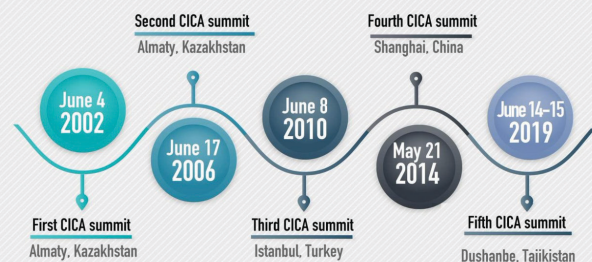 Second CICA summit
Almaty, Kazakhstan
Fourth CICA summit
Shanghai, China
June 4
2002
June 17
2006
June 8
2010
May 21
2014
June 14-15
2019
First CICA summit
Almaty, Kazakhstan
Third CICA summit
Istanbul, Turkey
Fifth CICA summit
Dushanbe, Tajikistan